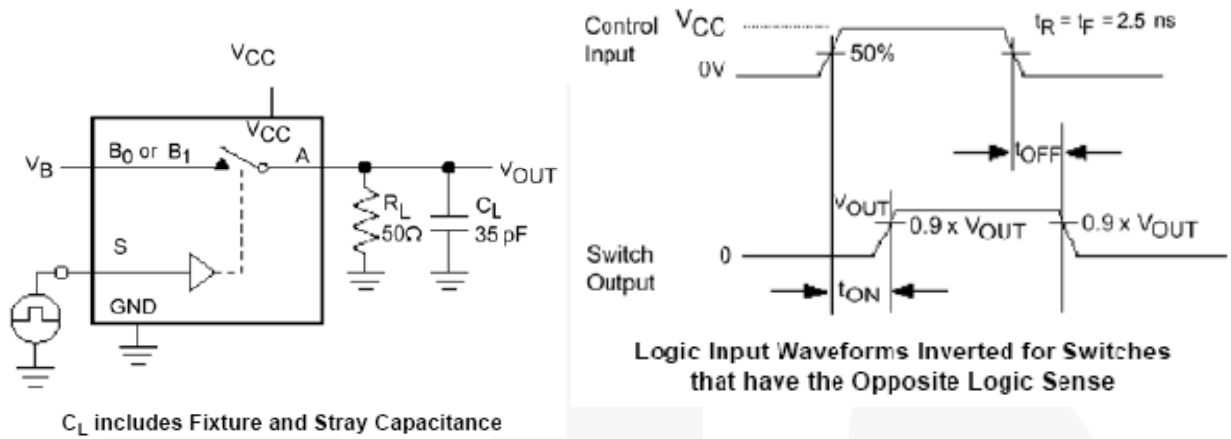 VCC
VCC
VB
B0 or B1
A
VOUT
RL
50Ω
CL
35 pF
S
GND
CL includes Fixture and Stray Capacitance
Control
Input
VCC
0V
50%
tR = tF = 2.5 ns
tOFF
VOUT
0.9 x VOUT
0.9 x VOUT
Switch
Output
0
tON
Logic Input Waveforms Inverted for Switches
that have the Opposite Logic Sense